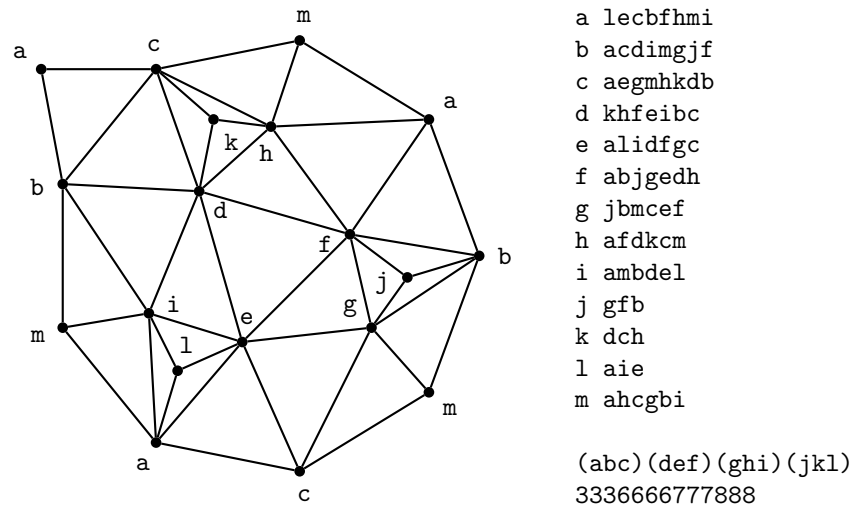 m
c
a
a
k
h
b
d
f
b
j
i
g
e
m
l
m
a
c
a lecbfhmi
b acdimgjf
c aegmhkdb
d khfeibc
e alidfgc
f abjgedh
g jbmcef
h afdkcm
i ambdel
j gfb
k dch
l aie
m ahcgbi
(abc)(def)(ghi)(jkl)
3336666777888